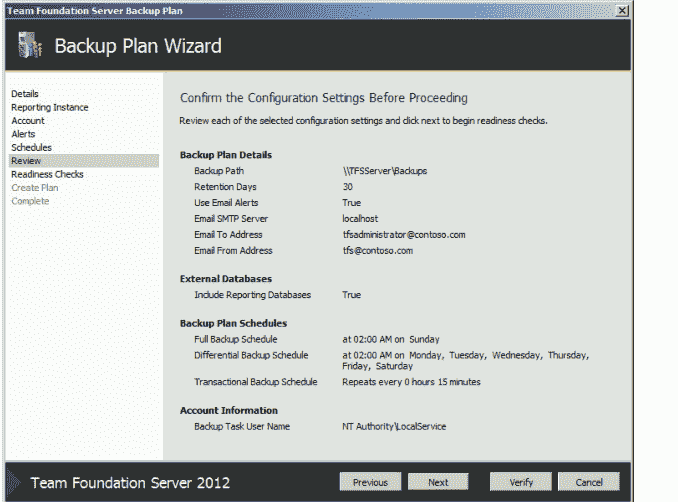 Team Foundation Server Backup Plan
Backup Plan Wizard
Details
Reporting Instance
Account
Alerts
Schedules
Review
Readiness Checks
Create Plan
Complete
Confirm the Configuration Settings Before Proceeding
Review each of the selected configuration settings and click next to begin readiness checks.
Backup Plan Details
Backup Path \\TFSServer\Backups
Retention Days 30
Use Email Alerts True
Email SMTP Server localhost
Email To Address tfsadministrator@contoso.com
Email From Address tfs@contoso.com
External Databases
Include Reporting Databases True
Backup Plan Schedules
Full Backup Schedule at 02:00 AM on Sunday
Differential Backup Schedule at 02:00 AM on Monday, Tuesday, Wednesday, Thursday,
Friday, Saturday
Transactional Backup Schedule Repeats every 0 hours 15 minutes
Account Information
Backup Task User Name NT Authority\LocalService
Team Foundation Server 2012
Previous Next Verify Cancel